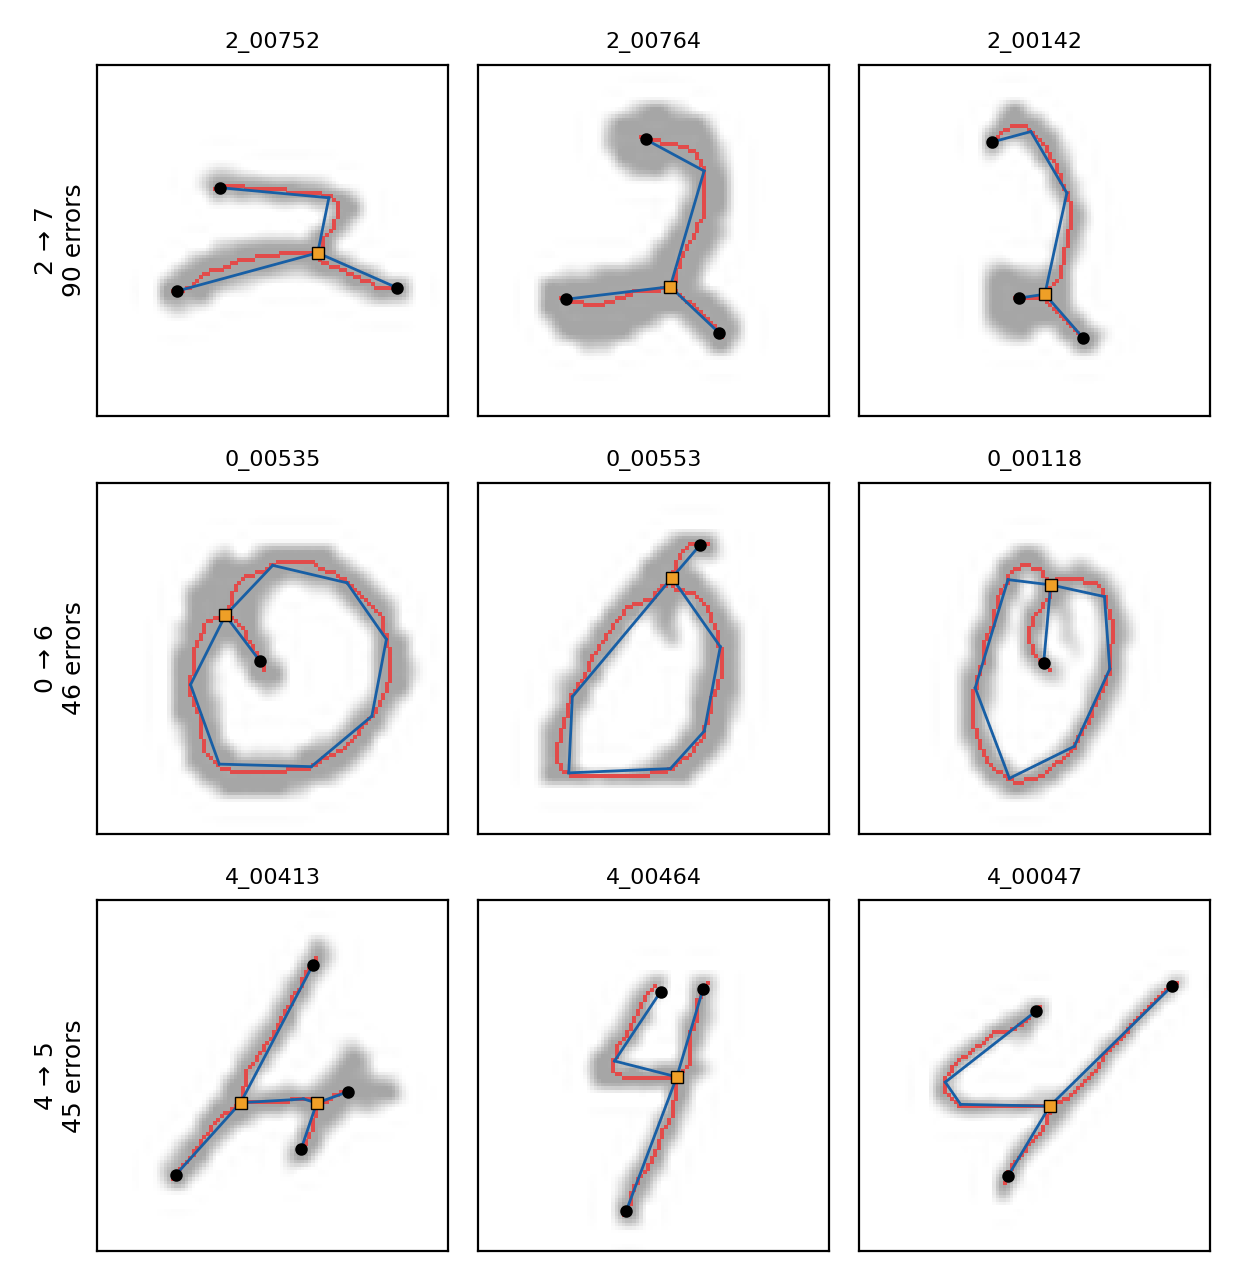 2_00752 2_00764 2_00142
2 → 7
90 errors
0_00535 0_00553 0_00118
0 → 6
46 errors
4_00413 4_00464 4_00047
4 → 5
45 errors